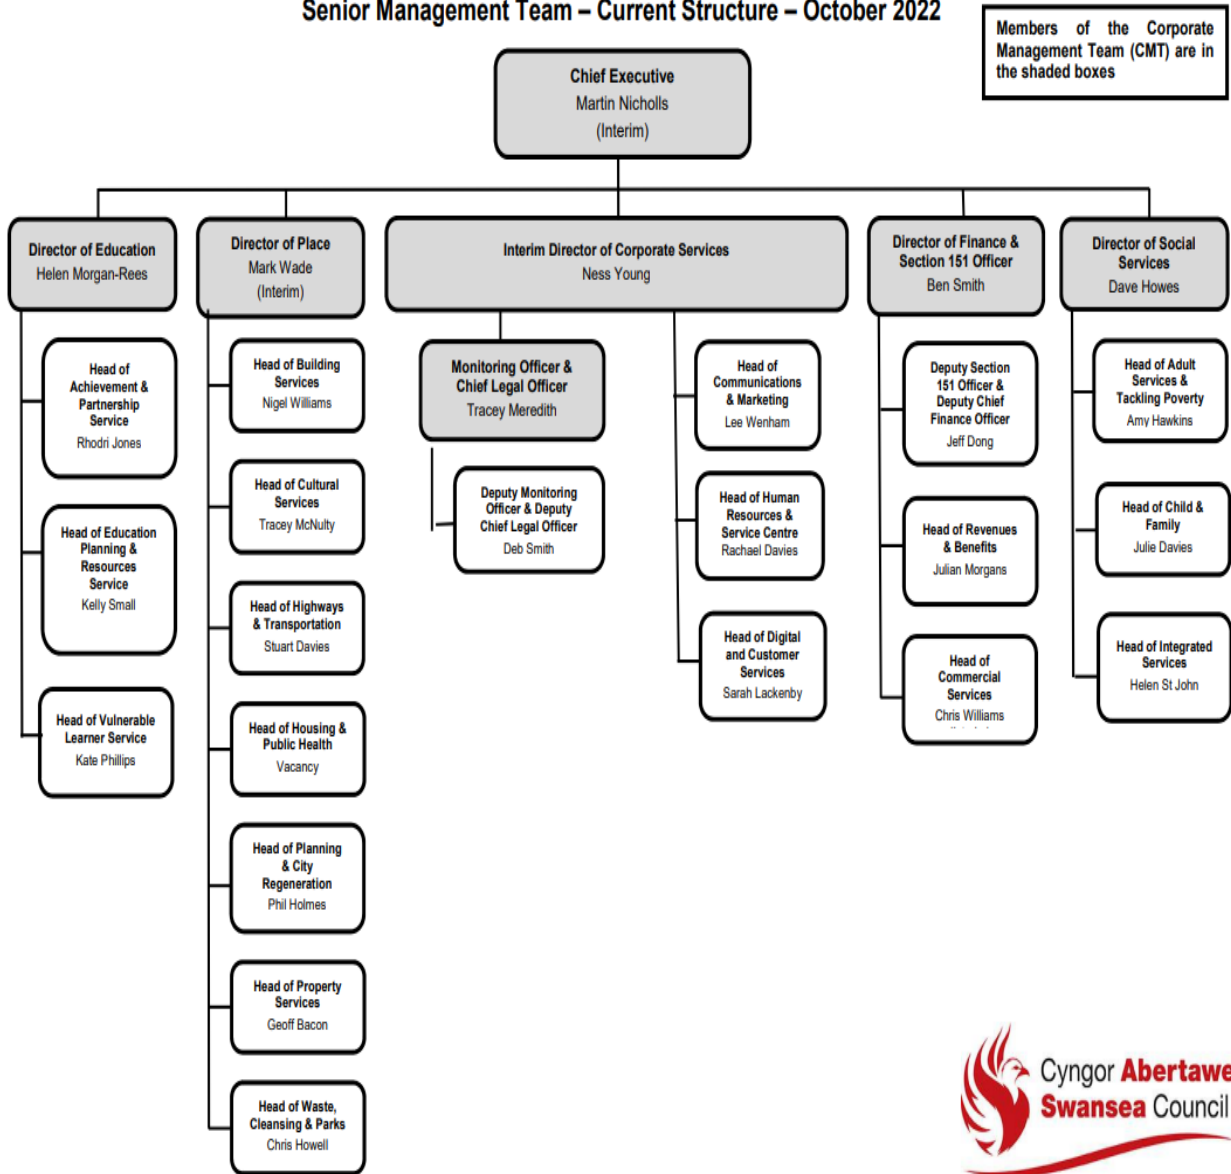 Senior Management Team – Current Structure – October 2022
Members of the Corporate
Management Team (CMT) are in
the shaded boxes
Chief Executive
Martin Nicholls
(Interim)
Director of Education
Helen Morgan-Rees
Head of
Achievement &
Partnership
Service
Rhodri Jones
Head of Education
Planning &
Resources
Service
Kelly Small
Head of Vulnerable
Learner Service
Kate Phillips
Director of Place
Mark Wade
(Interim)
Head of Building
Services
Nigel Williams
Head of Cultural
Services
Tracey McNulty
Head of Highways
& Transportation
Stuart Davies
Head of Housing &
Public Health
Vacancy
Head of Planning
& City
Regeneration
Phil Holmes
Head of Property
Services
Geoff Bacon
Head of Waste,
Cleansing & Parks
Chris Howell
Interim Director of Corporate Services
Ness Young
Monitoring Officer &
Chief Legal Officer
Tracey Meredith
Deputy Monitoring
Officer & Deputy
Chief Legal Officer
Deb Smith
Head of
Communications
& Marketing
Lee Wenham
Head of Human
Resources &
Service Centre
Rachael Davies
Head of Digital
and Customer
Services
Sarah Lackenby
Director of Finance &
Section 151 Officer
Ben Smith
Deputy Section
151 Officer &
Deputy Chief
Finance Officer
Jeff Dong
Head of Revenues
& Benefits
Julian Morgans
Head of
Commercial
Services
Chris Williams
Director of Social
Services
Dave Howes
Head of Adult
Services &
Tackling Poverty
Amy Hawkins
Head of Child &
Family
Julie Davies
Head of Integrated
Services
Helen St John
Cyngor Abertawe
Swansea Council